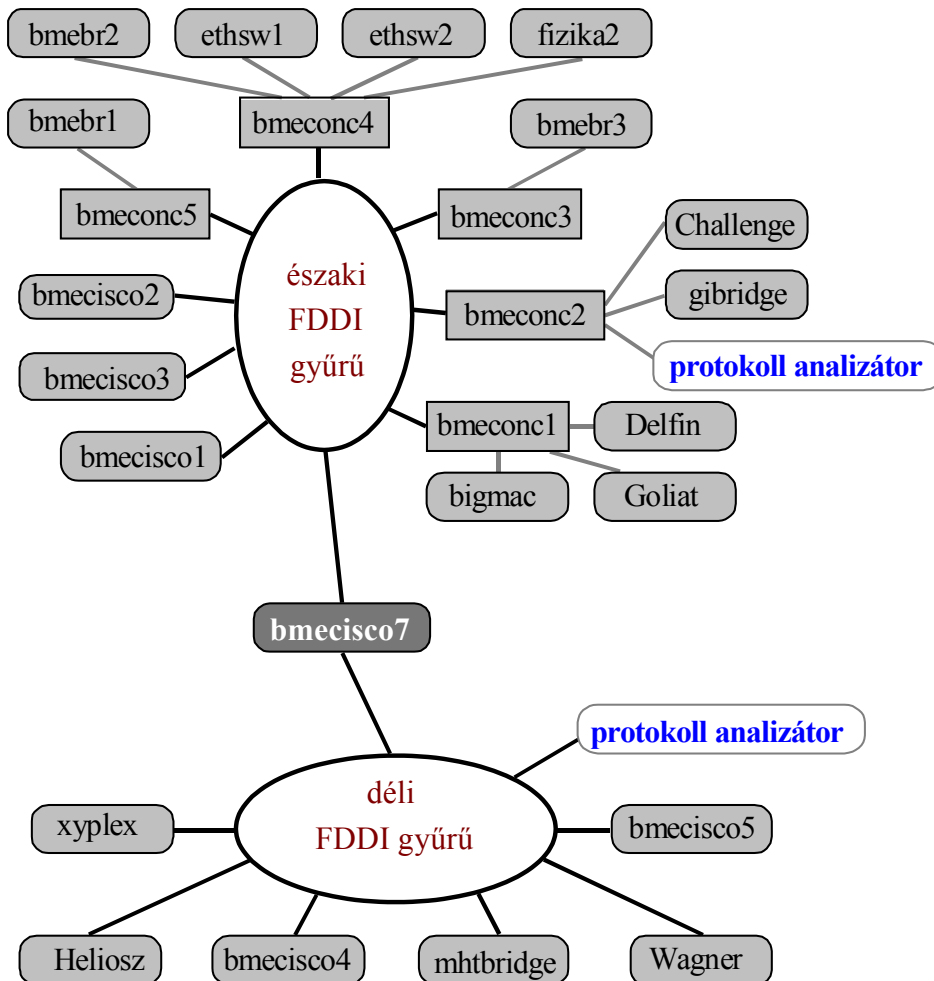 bmebr2
ethsw1
ethsw2
fizika2
bmebr1
bmeconc4
bmebr3
bmeconc5
bmeconc3
Challenge
északi
FDDI
gyűrű
bmecisco2
bmeconc2
gibridge
bmecisco3
protokoll analizátor
bmecisco1
bmeconc1
Delfin
bigmac
Goliat
bmecisco7
protokoll analizátor
déli
FDDI gyűrű
xyplex
bmecisco5
Heliosz
bmecisco4
mhtbridge
Wagner